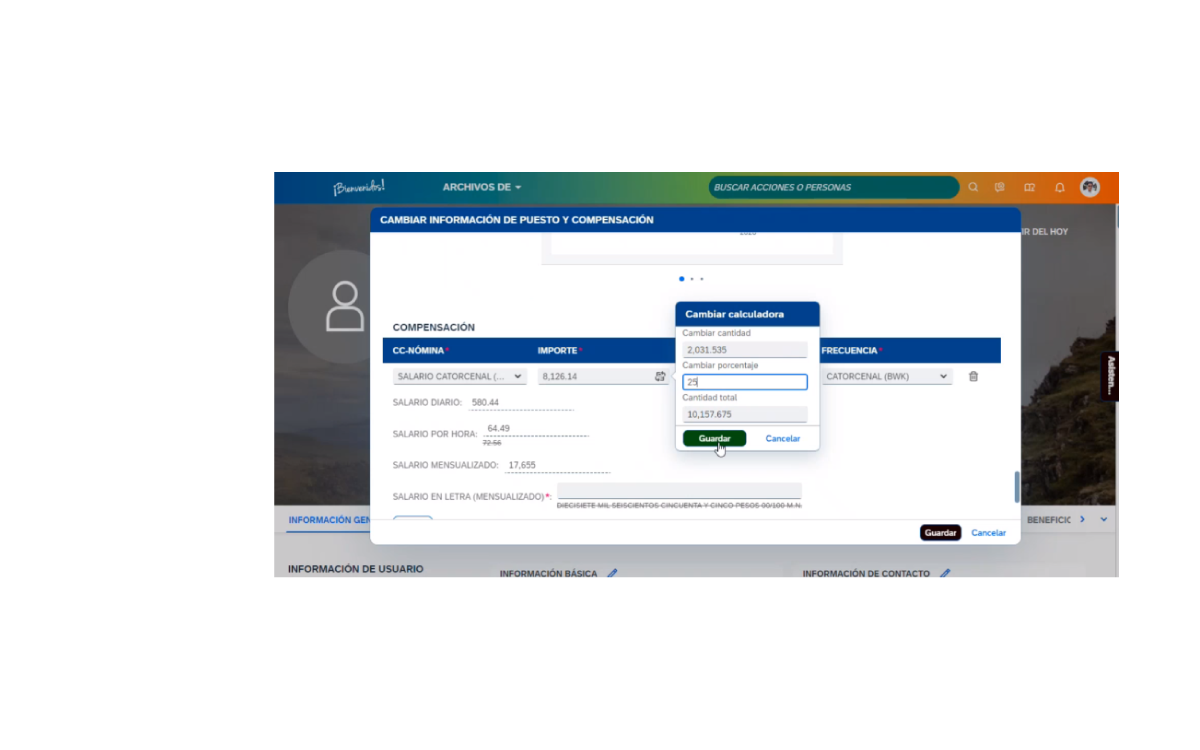 ¡Bienvenidos!
ARCHIVOS DE
BUSCAR ACCIONES O PERSONAS
CAMBIAR INFORMACIÓN DE PUESTO Y COMPENSACIÓN
IR DEL HOY
COMPENSACIÓN
CC-NÓMINA* IMPORTE* FRECUENCIA*
SALARIO CATORCENAL (... 8,126.14 CATORCENAL (BWK)
Cambiar calculadora
Cambiar cantidad
2,031.535
Cambiar porcentaje
25
Cantidad total
10,157.675
Guardar Cancelar
SALARIO DIARIO: 580.44
SALARIO POR HORA: 64.49
72.56
SALARIO MENSUALIZADO: 17,655
SALARIO EN LETRA (MENSUALIZADO)*:
DIECISIETE MIL SEISCIENTOS CINCUENTA Y CINCO PESOS 00/100 M.N.
Guardar Cancelar
Asisten...
INFORMACIÓN GEN
BENEFICIC
INFORMACIÓN DE USUARIO
INFORMACIÓN BÁSICA
INFORMACIÓN DE CONTACTO